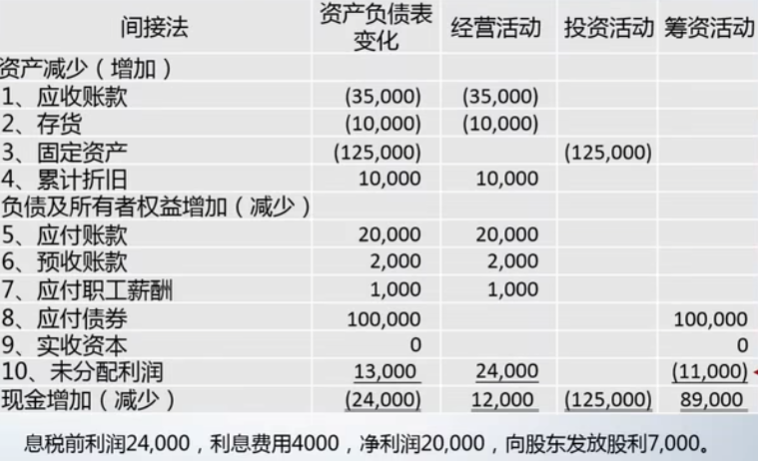 间接法 资产负债表变化 经营活动 投资活动 筹资活动
资产减少（增加）
1、应收账款 (35,000) (35,000)
2、存货 (10,000) (10,000)
3、固定资产 (125,000) (125,000)
4、累计折旧 10,000 10,000
负债及所有者权益增加（减少）
5、应付账款 20,000 20,000
6、预收账款 2,000 2,000
7、应付职工薪酬 1,000 1,000
8、应付债券 100,000 100,000
9、实收资本 0 0
10、未分配利润 13,000 24,000 (11,000)
现金增加（减少） (24,000) 12,000 (125,000) 89,000
息税前利润24,000，利息费用4000，净利润20,000，向股东发放股利7,000。